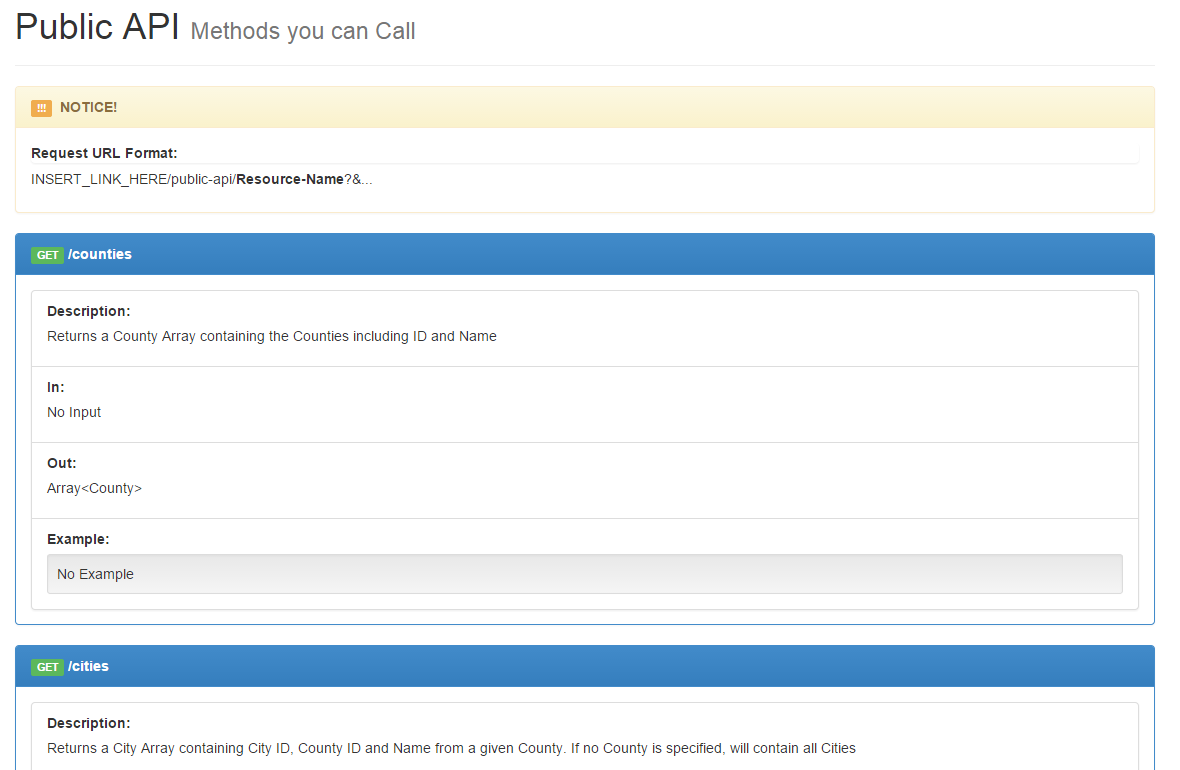 Public API Methods you can Call
!!! NOTICE!
Request URL Format:
INSERT_LINK_HERE/public-api/Resource-Name?&...
GET /counties
Description:
Returns a County Array containing the Counties including ID and Name
In:
No Input
Out:
Array<County>
Example:
No Example
GET /cities
Description:
Returns a City Array containing City ID, County ID and Name from a given County. If no County is specified, will contain all Cities